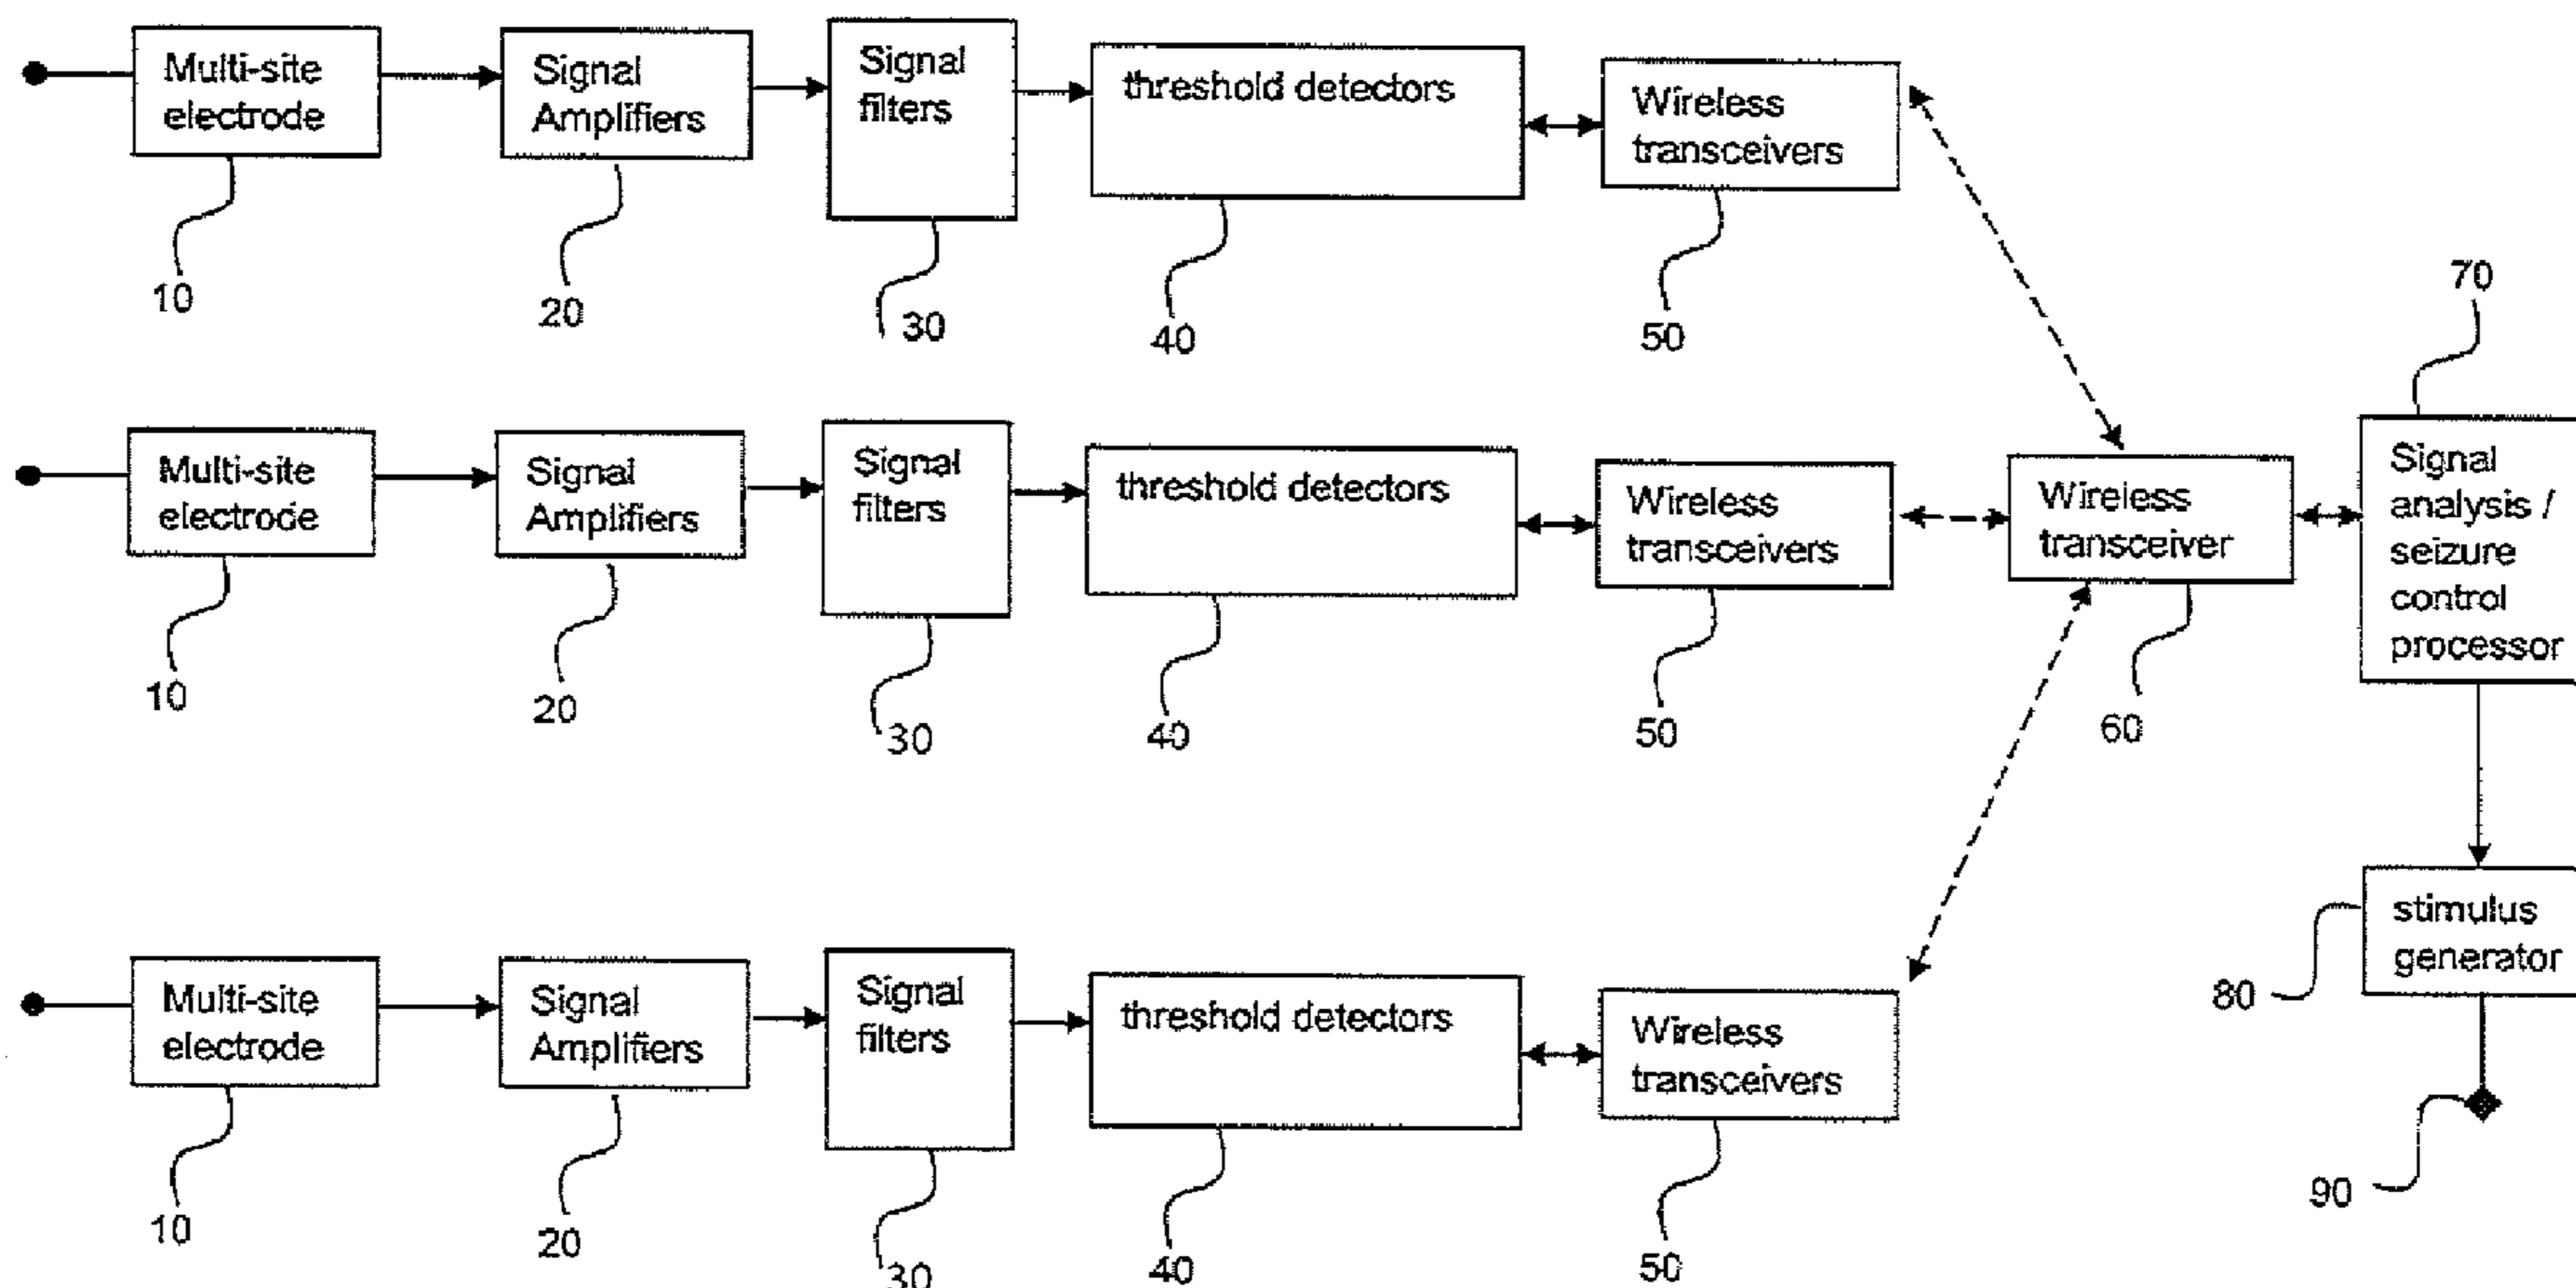 Multi-site
electrode
Signal
Amplifiers
Signal
filters
threshold detectors
Wireless
transceivers
10
20
30
40
50
70
Multi-site
electrode
Signal
Amplifiers
Signal
filters
threshold detectors
Wireless
transceivers
Wireless
transceiver
Signal
analysis /
seizure
control
processor
10
20
30
40
50
60
Multi-site
electrode
Signal
Amplifiers
Signal
filters
threshold detectors
Wireless
transceivers
stimulus
generator
80
10
20
30
40
50
90